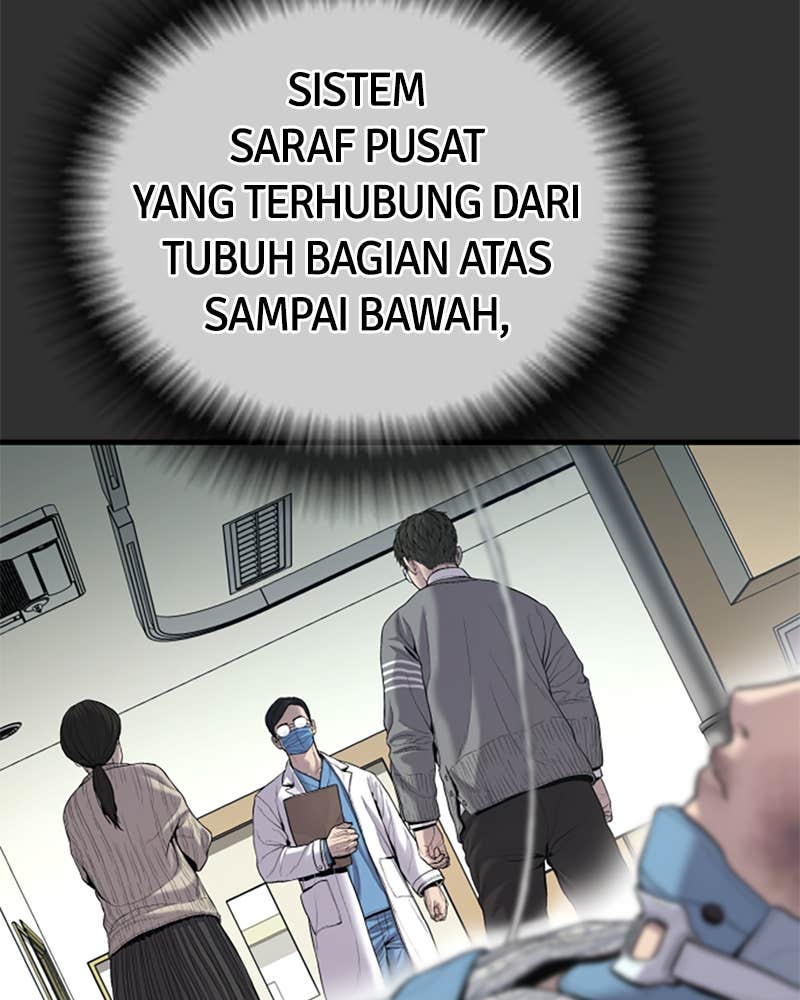 SISTEM
SARAF PUSAT
YANG TERHUBUNG DARI
TUBUH BAGIAN ATAS
SAMPAI BAWAH,